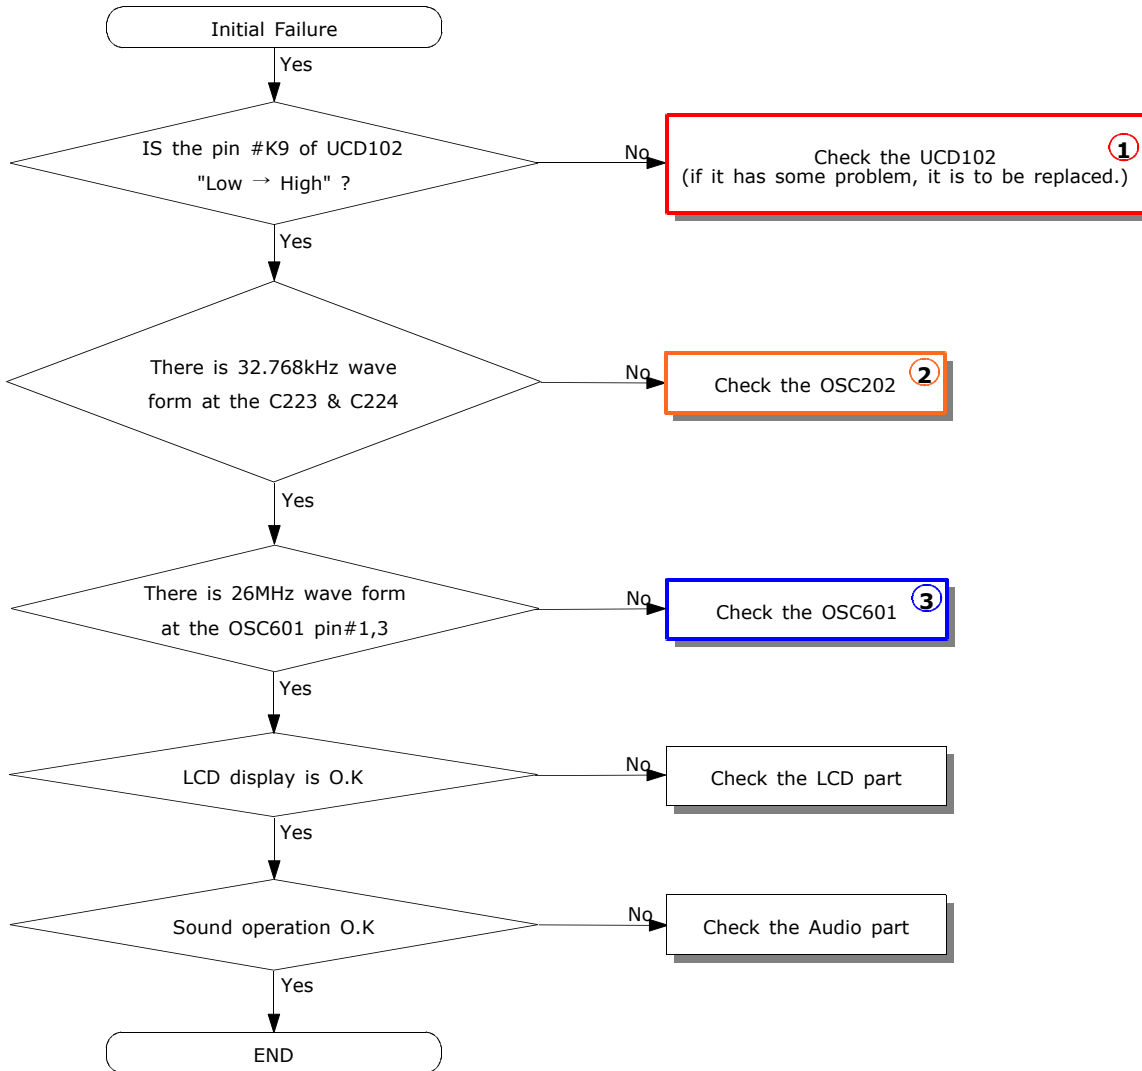 Initial Failure
Yes
IS the pin #K9 of UCD102
"Low → High" ?
No
Check the UCD102
(if it has some problem, it is to be replaced.)
1
Yes
There is 32.768kHz wave
form at the C223 & C224
No
Check the OSC202
2
Yes
There is 26MHz wave form
at the OSC601 pin#1,3
No
Check the OSC601
3
Yes
LCD display is O.K
No
Check the LCD part
Yes
Sound operation O.K
No
Check the Audio part
Yes
END